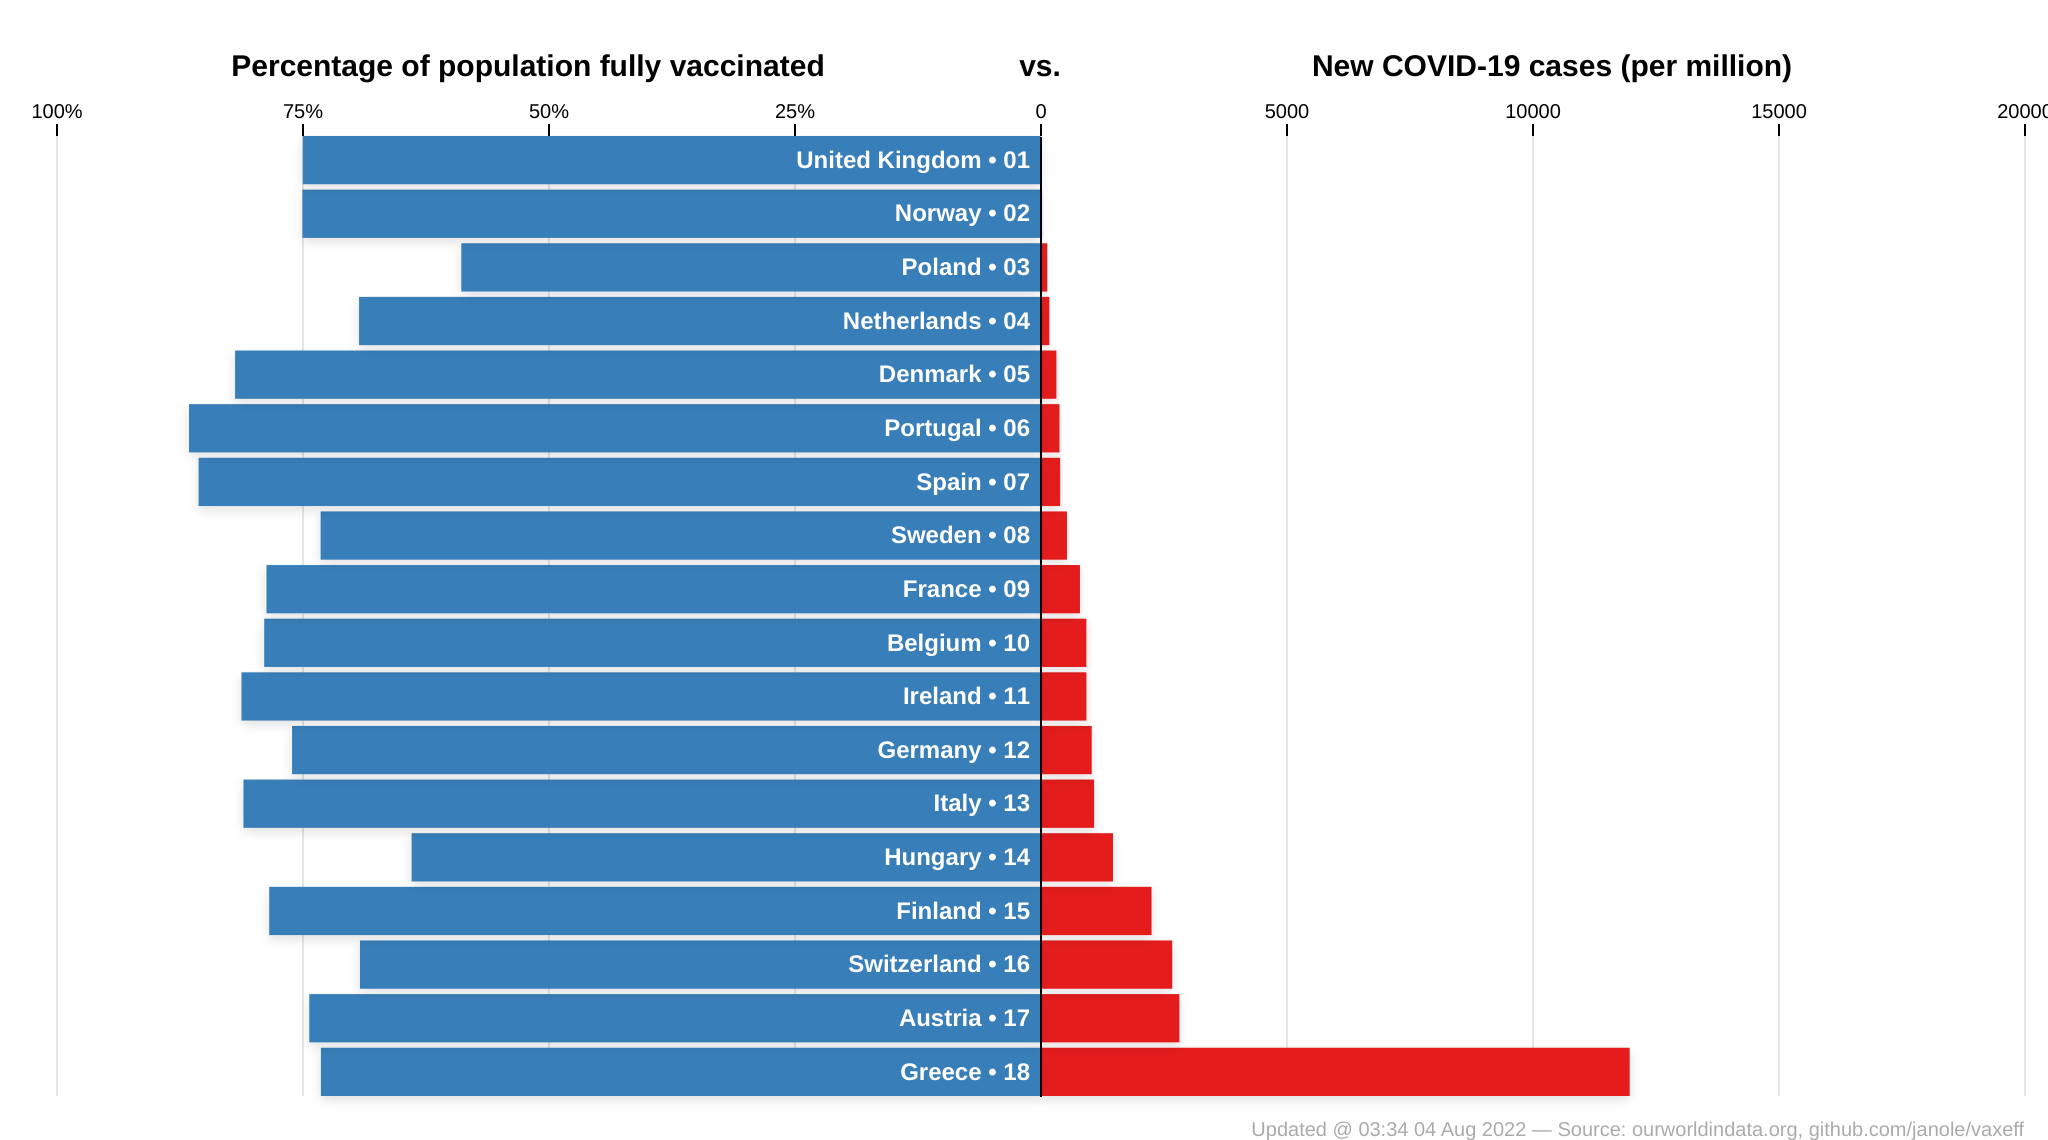 Percentage of population fully vaccinated vs. New COVID-19 cases (per million)
100% 75% 50% 25% 0 5000 10000 15000 20000
United Kingdom • 01
Norway • 02
Poland • 03
Netherlands • 04
Denmark • 05
Portugal • 06
Spain • 07
Sweden • 08
France • 09
Belgium • 10
Ireland • 11
Germany • 12
Italy • 13
Hungary • 14
Finland • 15
Switzerland • 16
Austria • 17
Greece • 18
Updated @ 03:34 04 Aug 2022 — Source: ourworldindata.org, github.com/janole/vaxeff